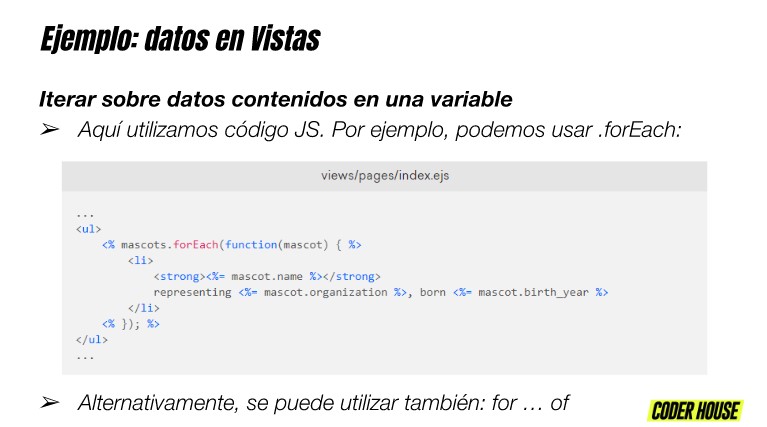 Ejemplo: datos en Vistas
Iterar sobre datos contenidos en una variable
➢ Aquí utilizamos código JS. Por ejemplo, podemos usar .forEach:
views/pages/index.ejs
...
<ul>
    <% mascots.forEach(function(mascot) { %>
        <li>
            <strong><%= mascot.name %></strong>
            representing <%= mascot.organization %>, born <%= mascot.birth_year %>
        </li>
    <% }); %>
</ul>
...
➢ Alternativamente, se puede utilizar también: for … of
CODER HOUSE